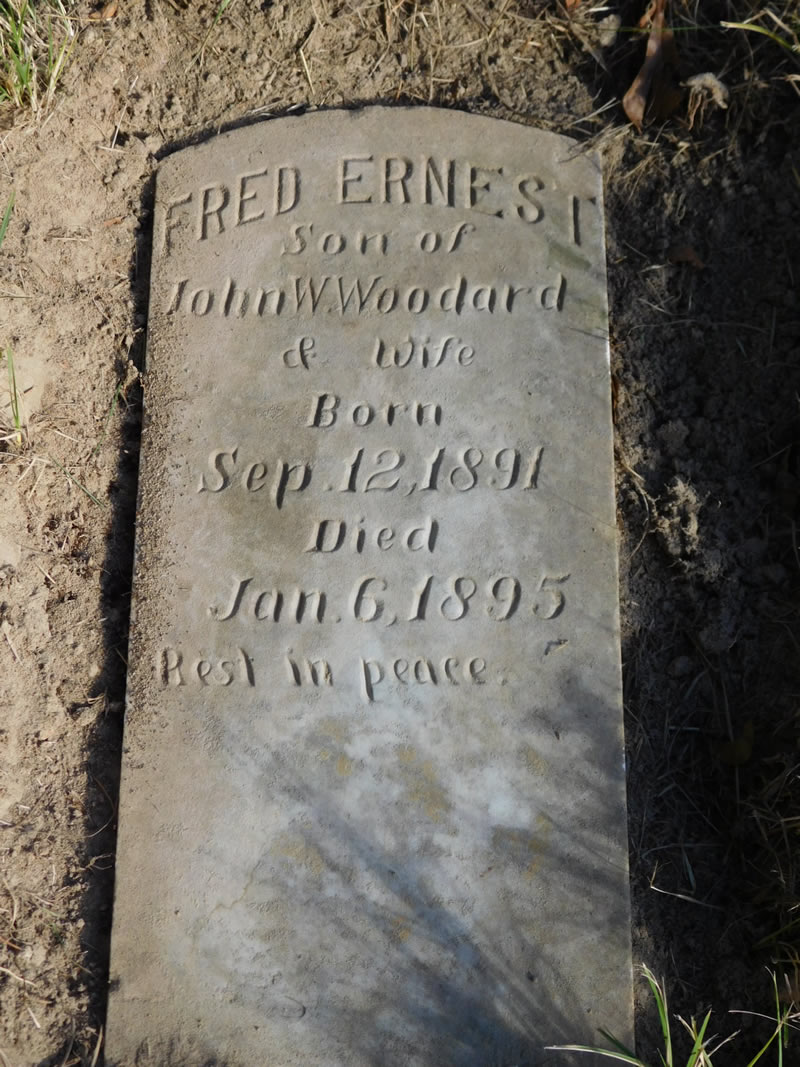 FRED ERNEST
Son of
John W. Woodard
& Wife
Born
Sep. 12, 1891
Died
Jan. 6, 1895
Rest in peace.